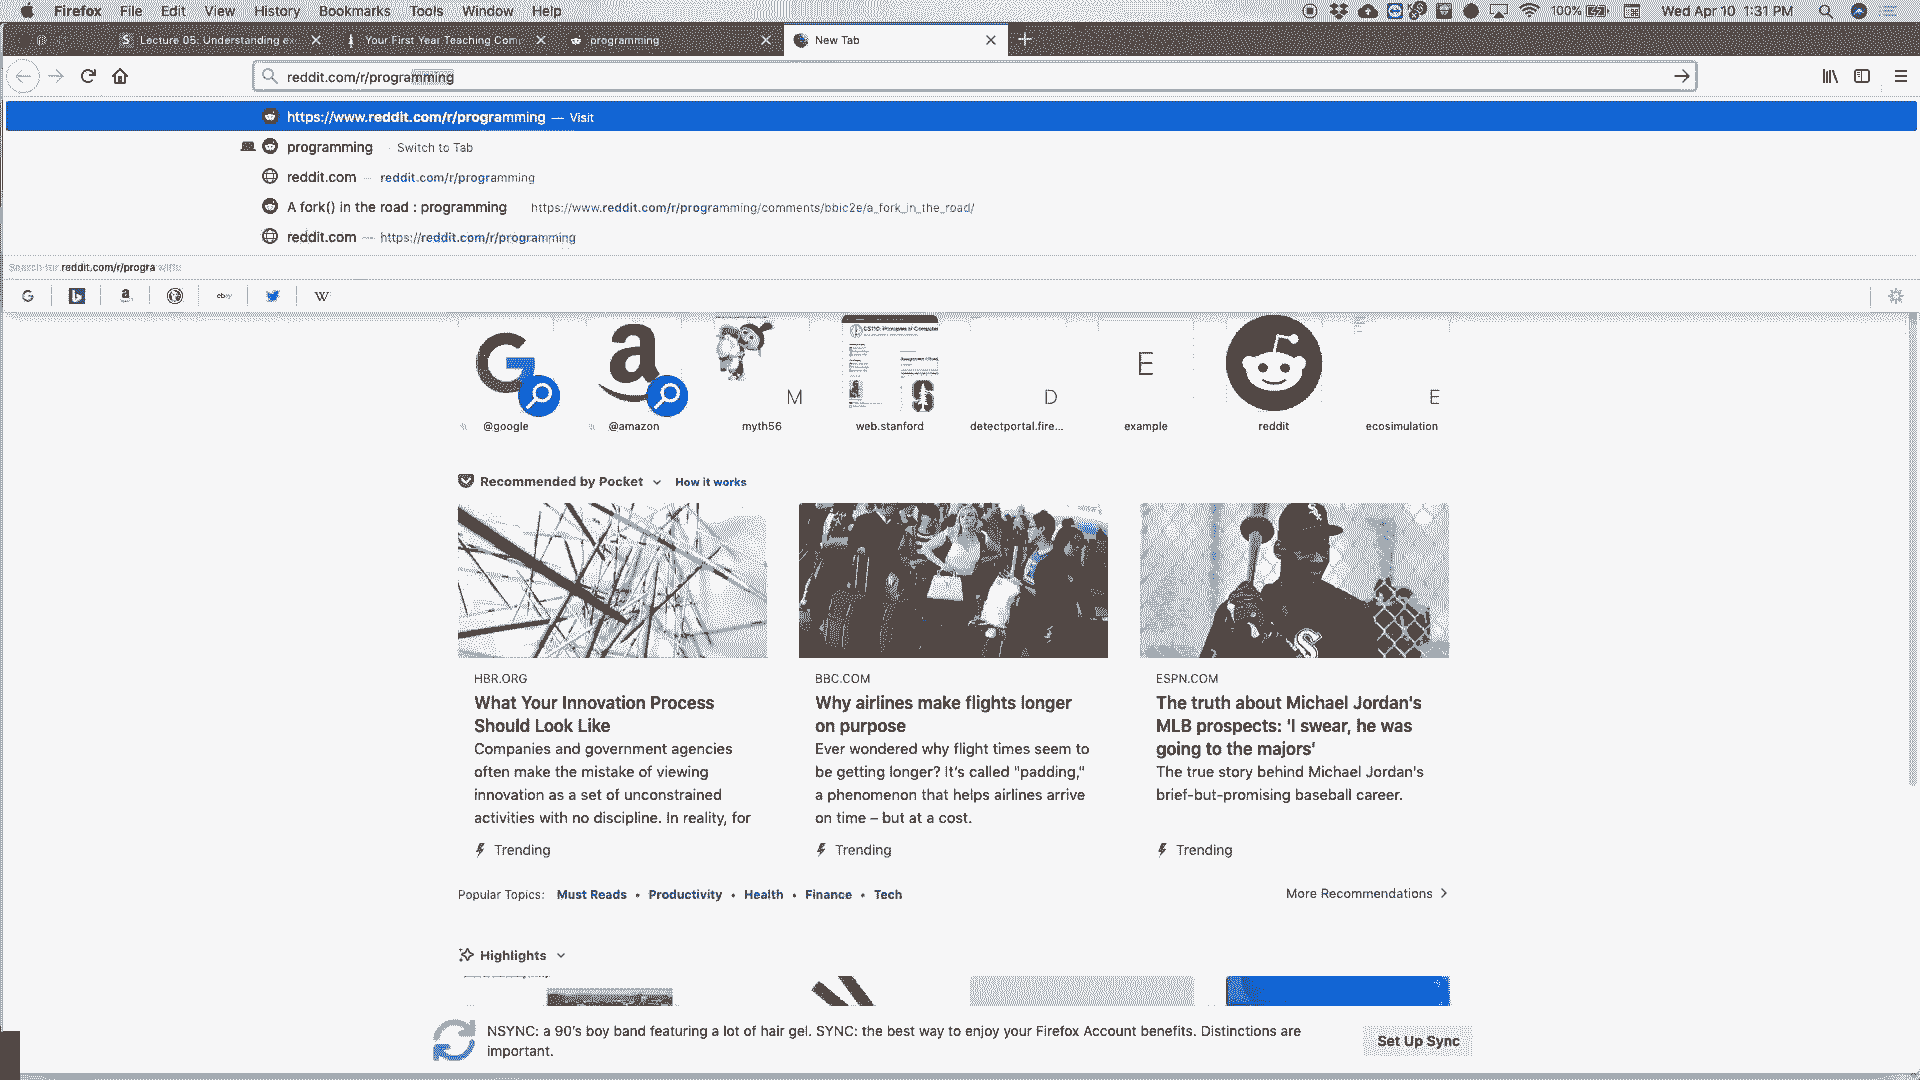 Firefox File Edit View History Bookmarks Tools Window Help 100% Wed Apr 10 1:31 PM
Lecture 05: Understanding ex Your First Year Teaching Comp programming New Tab
reddit.com/r/programming
https://www.reddit.com/r/programming — Visit
programming Switch to Tab
reddit.com — reddit.com/r/programming
A fork() in the road : programming https://www.reddit.com/r/programming/comments/bbic2e/a_fork_in_the_road/
reddit.com — https://reddit.com/r/programming
Search for reddit.com/r/progra with:
G b a ebay W
G a CS110: Principles of Computer E
M D E
@google @amazon myth56 web.stanford detectportal.fire... example reddit ecosimulation
Recommended by Pocket How it works
HBR.ORG
What Your Innovation Process
Should Look Like
Companies and government agencies
often make the mistake of viewing
innovation as a set of unconstrained
activities with no discipline. In reality, for
Trending
BBC.COM
Why airlines make flights longer
on purpose
Ever wondered why flight times seem to
be getting longer? It's called "padding,"
a phenomenon that helps airlines arrive
on time – but at a cost.
Trending
ESPN.COM
The truth about Michael Jordan's
MLB prospects: 'I swear, he was
going to the majors'
The true story behind Michael Jordan's
brief-but-promising baseball career.
Trending
Popular Topics: Must Reads • Productivity • Health • Finance • Tech More Recommendations
Highlights
NSYNC: a 90's boy band featuring a lot of hair gel. SYNC: the best way to enjoy your Firefox Account benefits. Distinctions are
important.
Set Up Sync